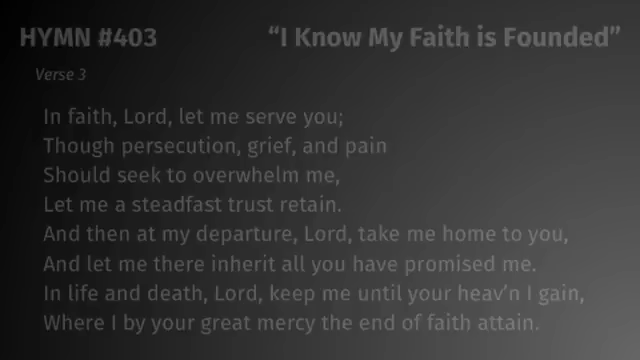 HYMN #403 “I Know My Faith is Founded”
Verse 3
In faith, Lord, let me serve you;
Though persecution, grief, and pain
Should seek to overwhelm me,
Let me a steadfast trust retain.
And then at my departure, Lord, take me home to you,
And let me there inherit all you have promised me.
In life and death, Lord, keep me until your heav’n I gain,
Where I by your great mercy the end of faith attain.